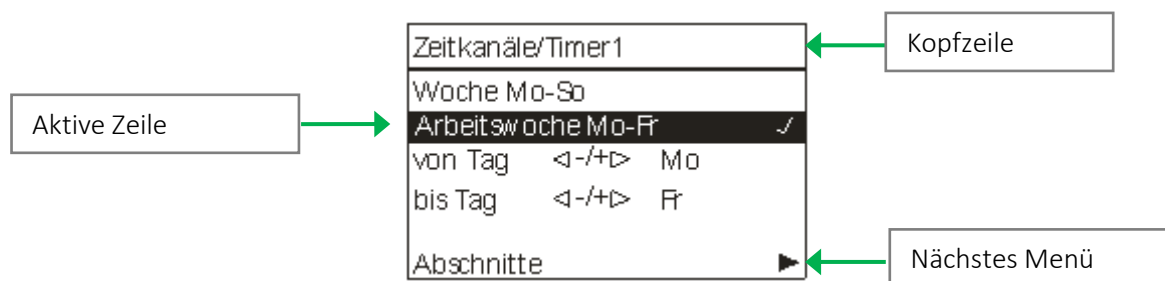 Zeitkanäle/Timer1
Kopfzeile
Woche Mo-So
Aktive Zeile
Arbeitswoche Mo-Fr ✓
von Tag ◁-/+▷ Mo
bis Tag ◁-/+▷ Fr
Abschnitte ►
Nächstes Menü